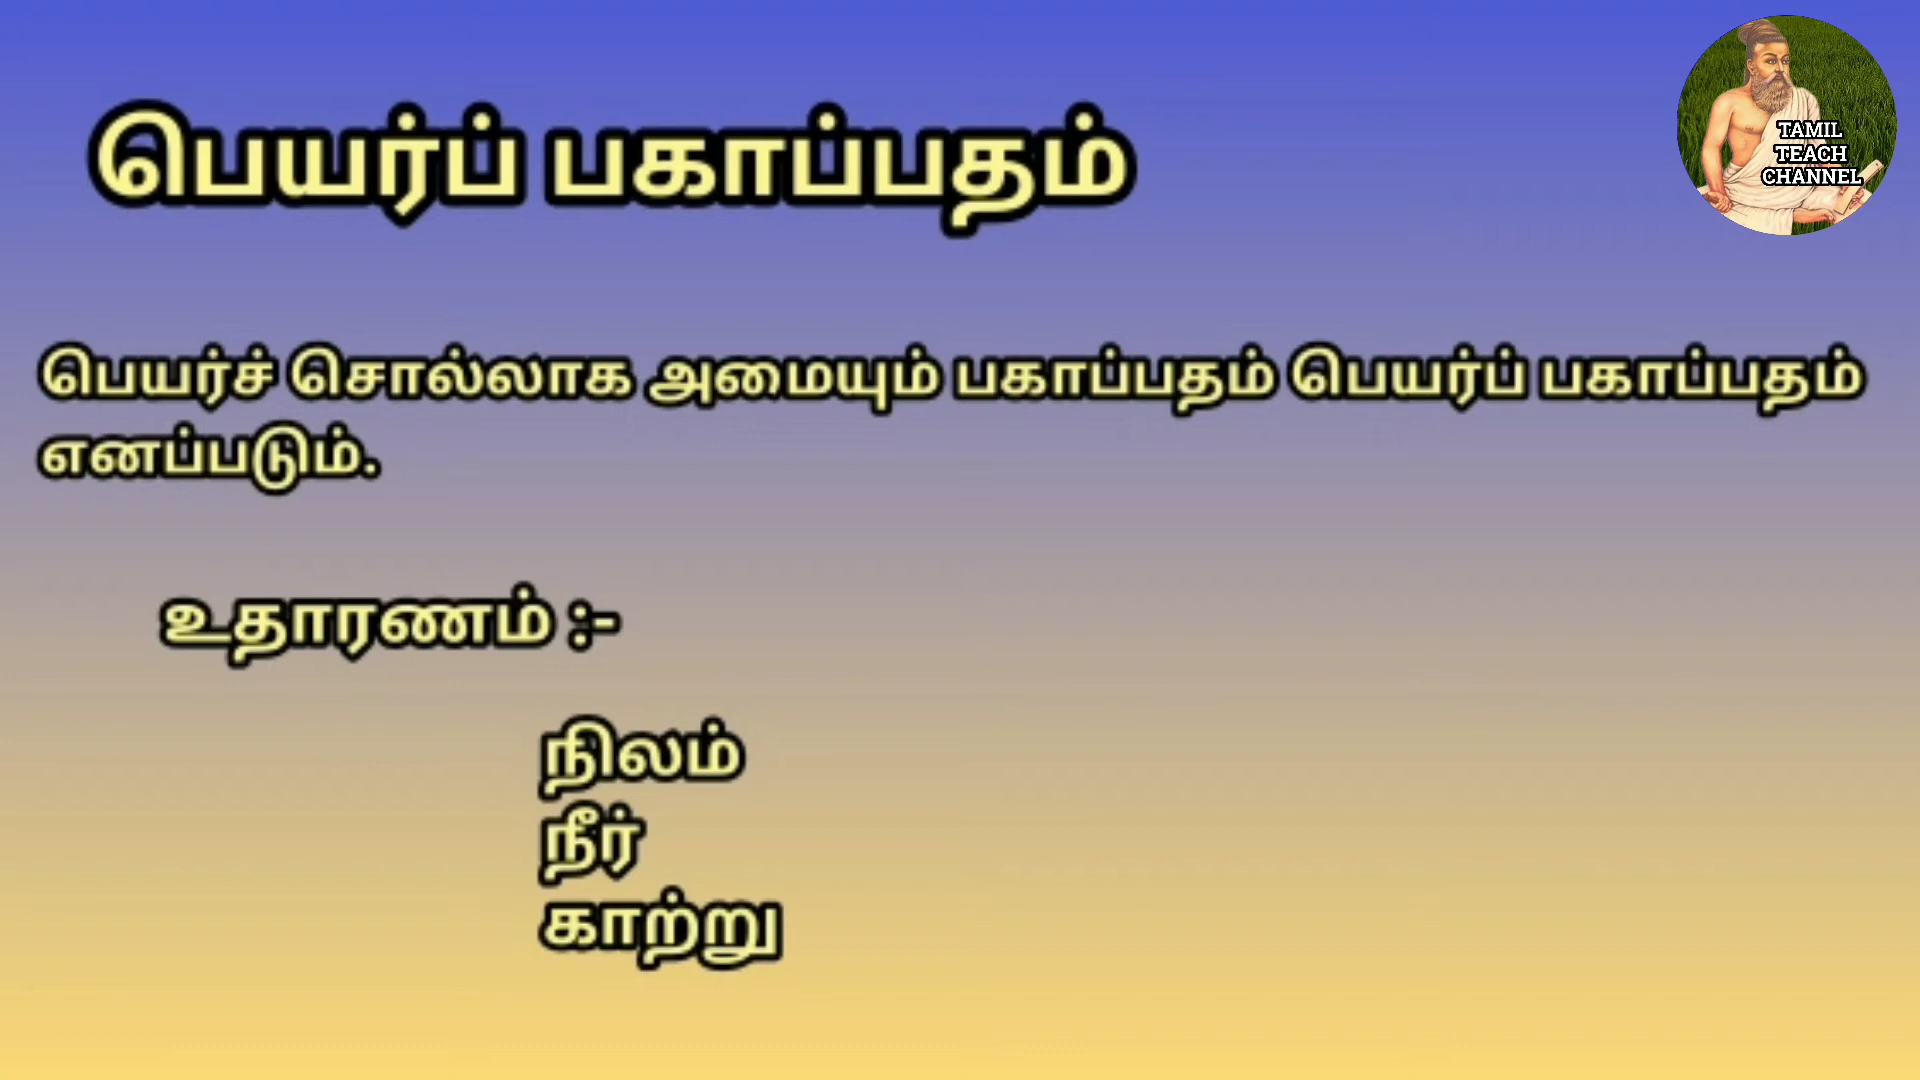 பெயர்ப் பகாப்பதம்
TAMIL
TEACH
CHANNEL
பெயர்ச் சொல்லாக அமையும் பகாப்பதம் பெயர்ப் பகாப்பதம்
எனப்படும்.
உதாரணம் :-
நிலம்
நீர்
காற்று